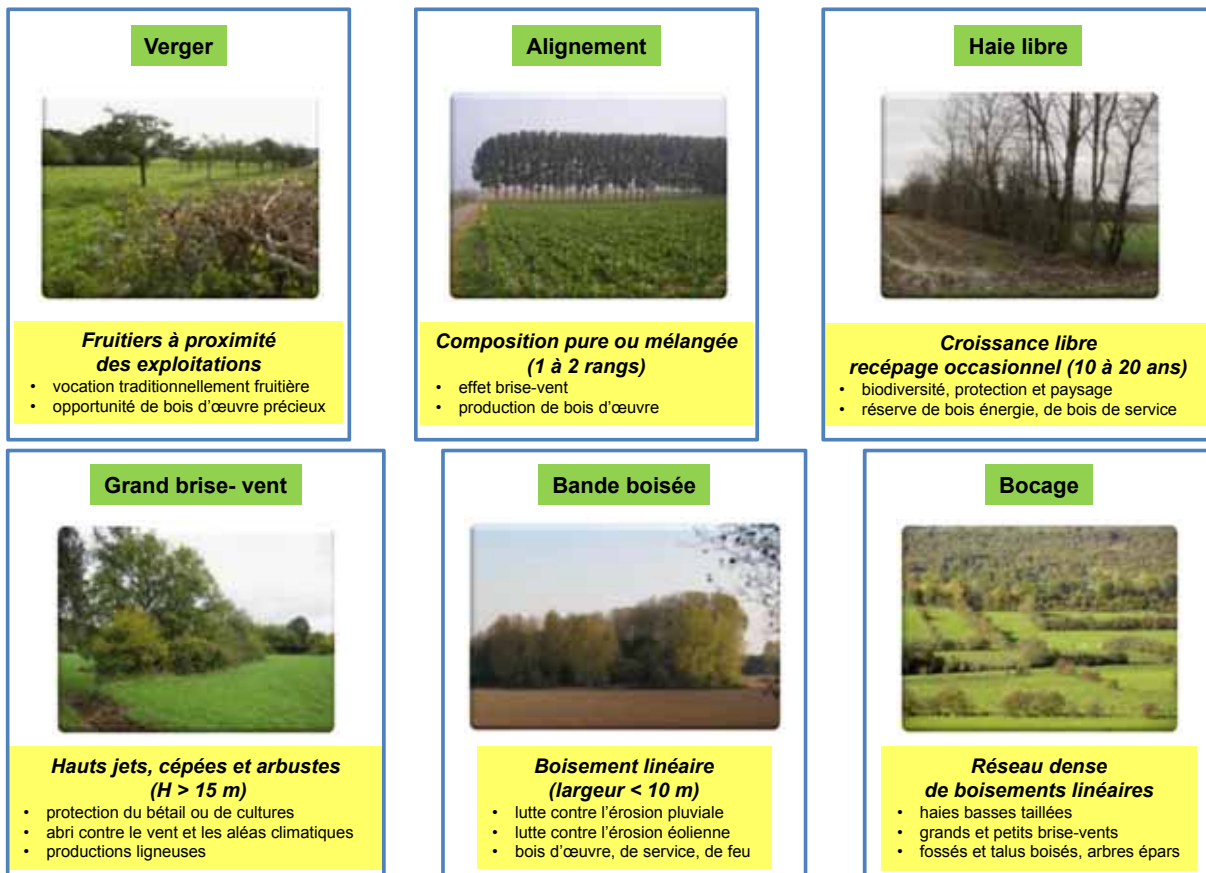 Verger
Fruitiers à proximité
des exploitations
• vocation traditionnellement fruitière
• opportunité de bois d'œuvre précieux
Alignement
Composition pure ou mélangée
(1 à 2 rangs)
• effet brise-vent
• production de bois d'œuvre
Haie libre
Croissance libre
recépage occasionnel (10 à 20 ans)
• biodiversité, protection et paysage
• réserve de bois énergie, de bois de service
Grand brise- vent
Hauts jets, cépées et arbustes
(H > 15 m)
• protection du bétail ou de cultures
• abri contre le vent et les aléas climatiques
• productions ligneuses
Bande boisée
Boisement linéaire
(largeur < 10 m)
• lutte contre l'érosion pluviale
• lutte contre l'érosion éolienne
• bois d'œuvre, de service, de feu
Bocage
Réseau dense
de boisements linéaires
• haies basses taillées
• grands et petits brise-vents
• fossés et talus boisés, arbres épars